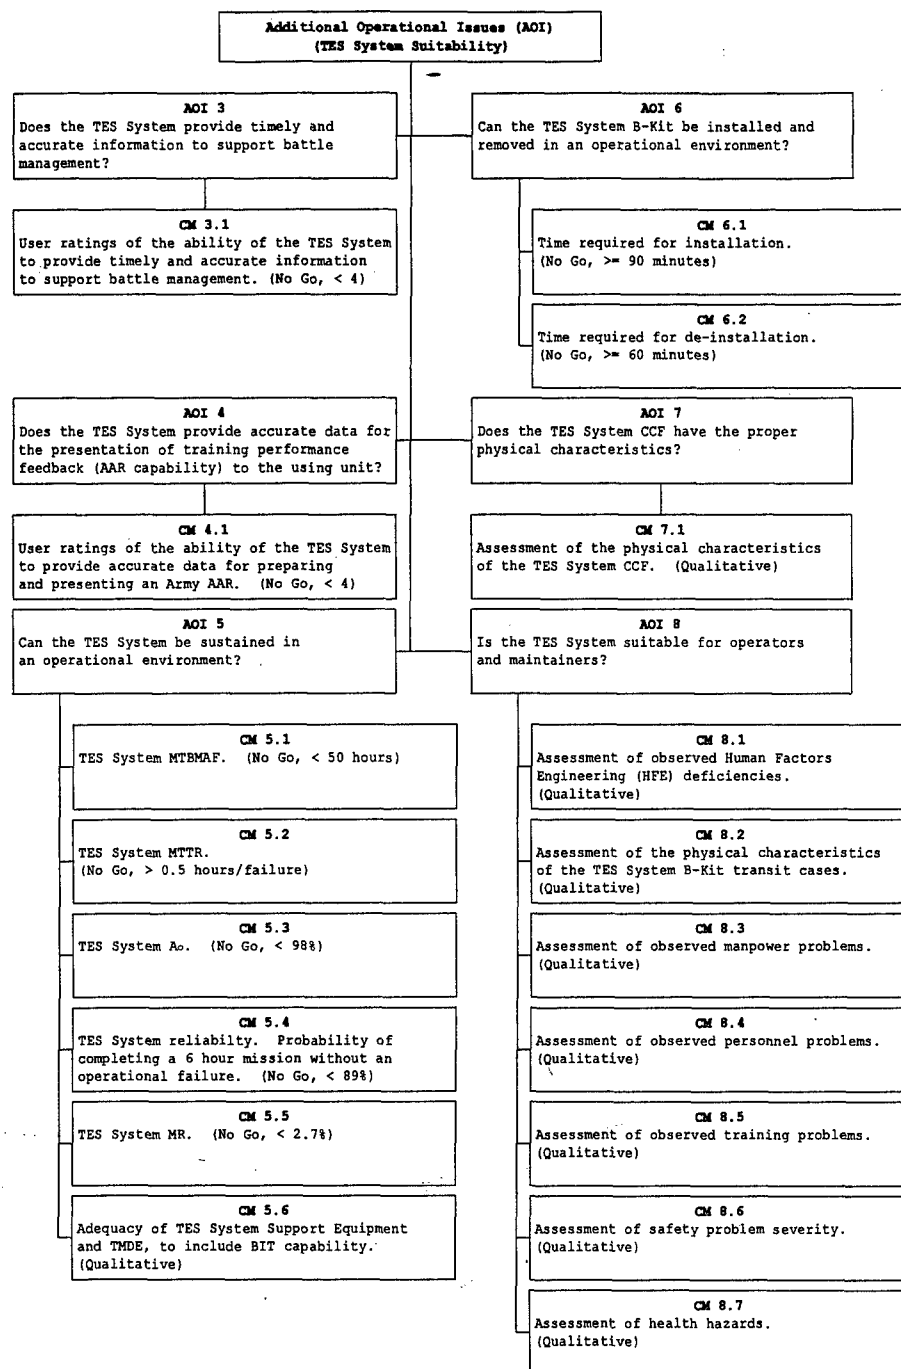 Additional Operational Issues (AOI)
(TES System Suitability)
AOI 3
Does the TES System provide timely and
accurate information to support battle
management?
CM 3.1
User ratings of the ability of the TES System
to provide timely and accurate information
to support battle management. (No Go, < 4)
AOI 6
Can the TES System B-Kit be installed and
removed in an operational environment?
CM 6.1
Time required for installation.
(No Go, >= 90 minutes)
CM 6.2
Time required for de-installation.
(No Go, >= 60 minutes)
AOI 4
Does the TES System provide accurate data for
the presentation of training performance
feedback (AAR capability) to the using unit?
CM 4.1
User ratings of the ability of the TES System
to provide accurate data for preparing
and presenting an Army AAR. (No Go, < 4)
AOI 7
Does the TES System CCF have the proper
physical characteristics?
CM 7.1
Assessment of the physical characteristics
of the TES System CCF. (Qualitative)
AOI 5
Can the TES System be sustained in
an operational environment?
CM 5.1
TES System MTBMAF. (No Go, < 50 hours)
CM 5.2
TES System MTTR.
(No Go, > 0.5 hours/failure)
CM 5.3
TES System Ao. (No Go, < 98%)
CM 5.4
TES System reliabilty. Probability of
completing a 6 hour mission without an
operational failure. (No Go, < 89%)
CM 5.5
TES System MR. (No Go, < 2.7%)
CM 5.6
Adequacy of TES System Support Equipment
and TMDE, to include BIT capability.
(Qualitative)
AOI 8
Is the TES System suitable for operators
and maintainers?
CM 8.1
Assessment of observed Human Factors
Engineering (HFE) deficiencies.
(Qualitative)
CM 8.2
Assessment of the physical characteristics
of the TES System B-Kit transit cases.
(Qualitative)
CM 8.3
Assessment of observed manpower problems.
(Qualitative)
CM 8.4
Assessment of observed personnel problems.
(Qualitative)
CM 8.5
Assessment of observed training problems.
(Qualitative)
CM 8.6
Assessment of safety problem severity.
(Qualitative)
CM 8.7
Assessment of health hazards.
(Qualitative)